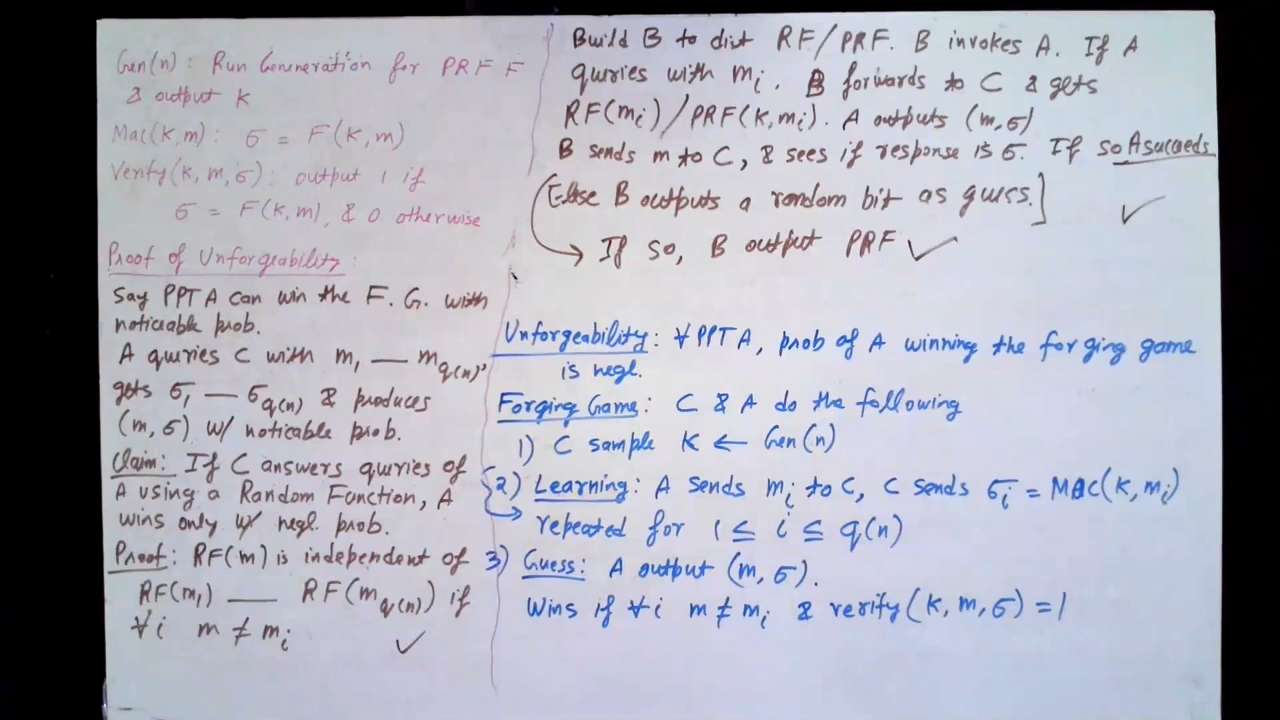 Gen(n): Run Generation for PRF F
& output K
Mac(K,m): σ = F(K,m)
Verify(K, m, σ): output 1 if
σ = F(K,m), & 0 otherwise
Proof of Unforgeability:
Say PPT A can win the F. G. with
noticeable prob.
A queries C with m₁ — m_q(n),
gets σ₁ — σ_q(n) & produces
(m, σ) w/ noticable prob.
Claim: If C answers queries of
A using a Random Function, A
wins only w/ negl. prob.
Proof: RF(m) is independent of
RF(m₁) — RF(m_q(n)) if
∀i m ≠ mᵢ ✓
Build B to dist RF/PRF. B invokes A. If A
queries with mᵢ. B forwards to C & gets
RF(mᵢ)/PRF(K,mᵢ). A outputs (m,σ)
B sends m to C, & sees if response is σ. If so A succeeds
(Else B outputs a random bit as guess.] ✓
→ If so, B output PRF ✓
Unforgeability: ∀ PPT A, prob of A winning the forging game
is negl.
Forging Game: C & A do the following
1) C sample K ← Gen(n)
2) Learning: A sends mᵢ to C, C sends σᵢ = MAC(K, mᵢ)
→ repeated for 1 ≤ i ≤ q(n)
3) Guess: A output (m, σ).
Wins if ∀i m ≠ mᵢ & verify(K, m, σ) = 1